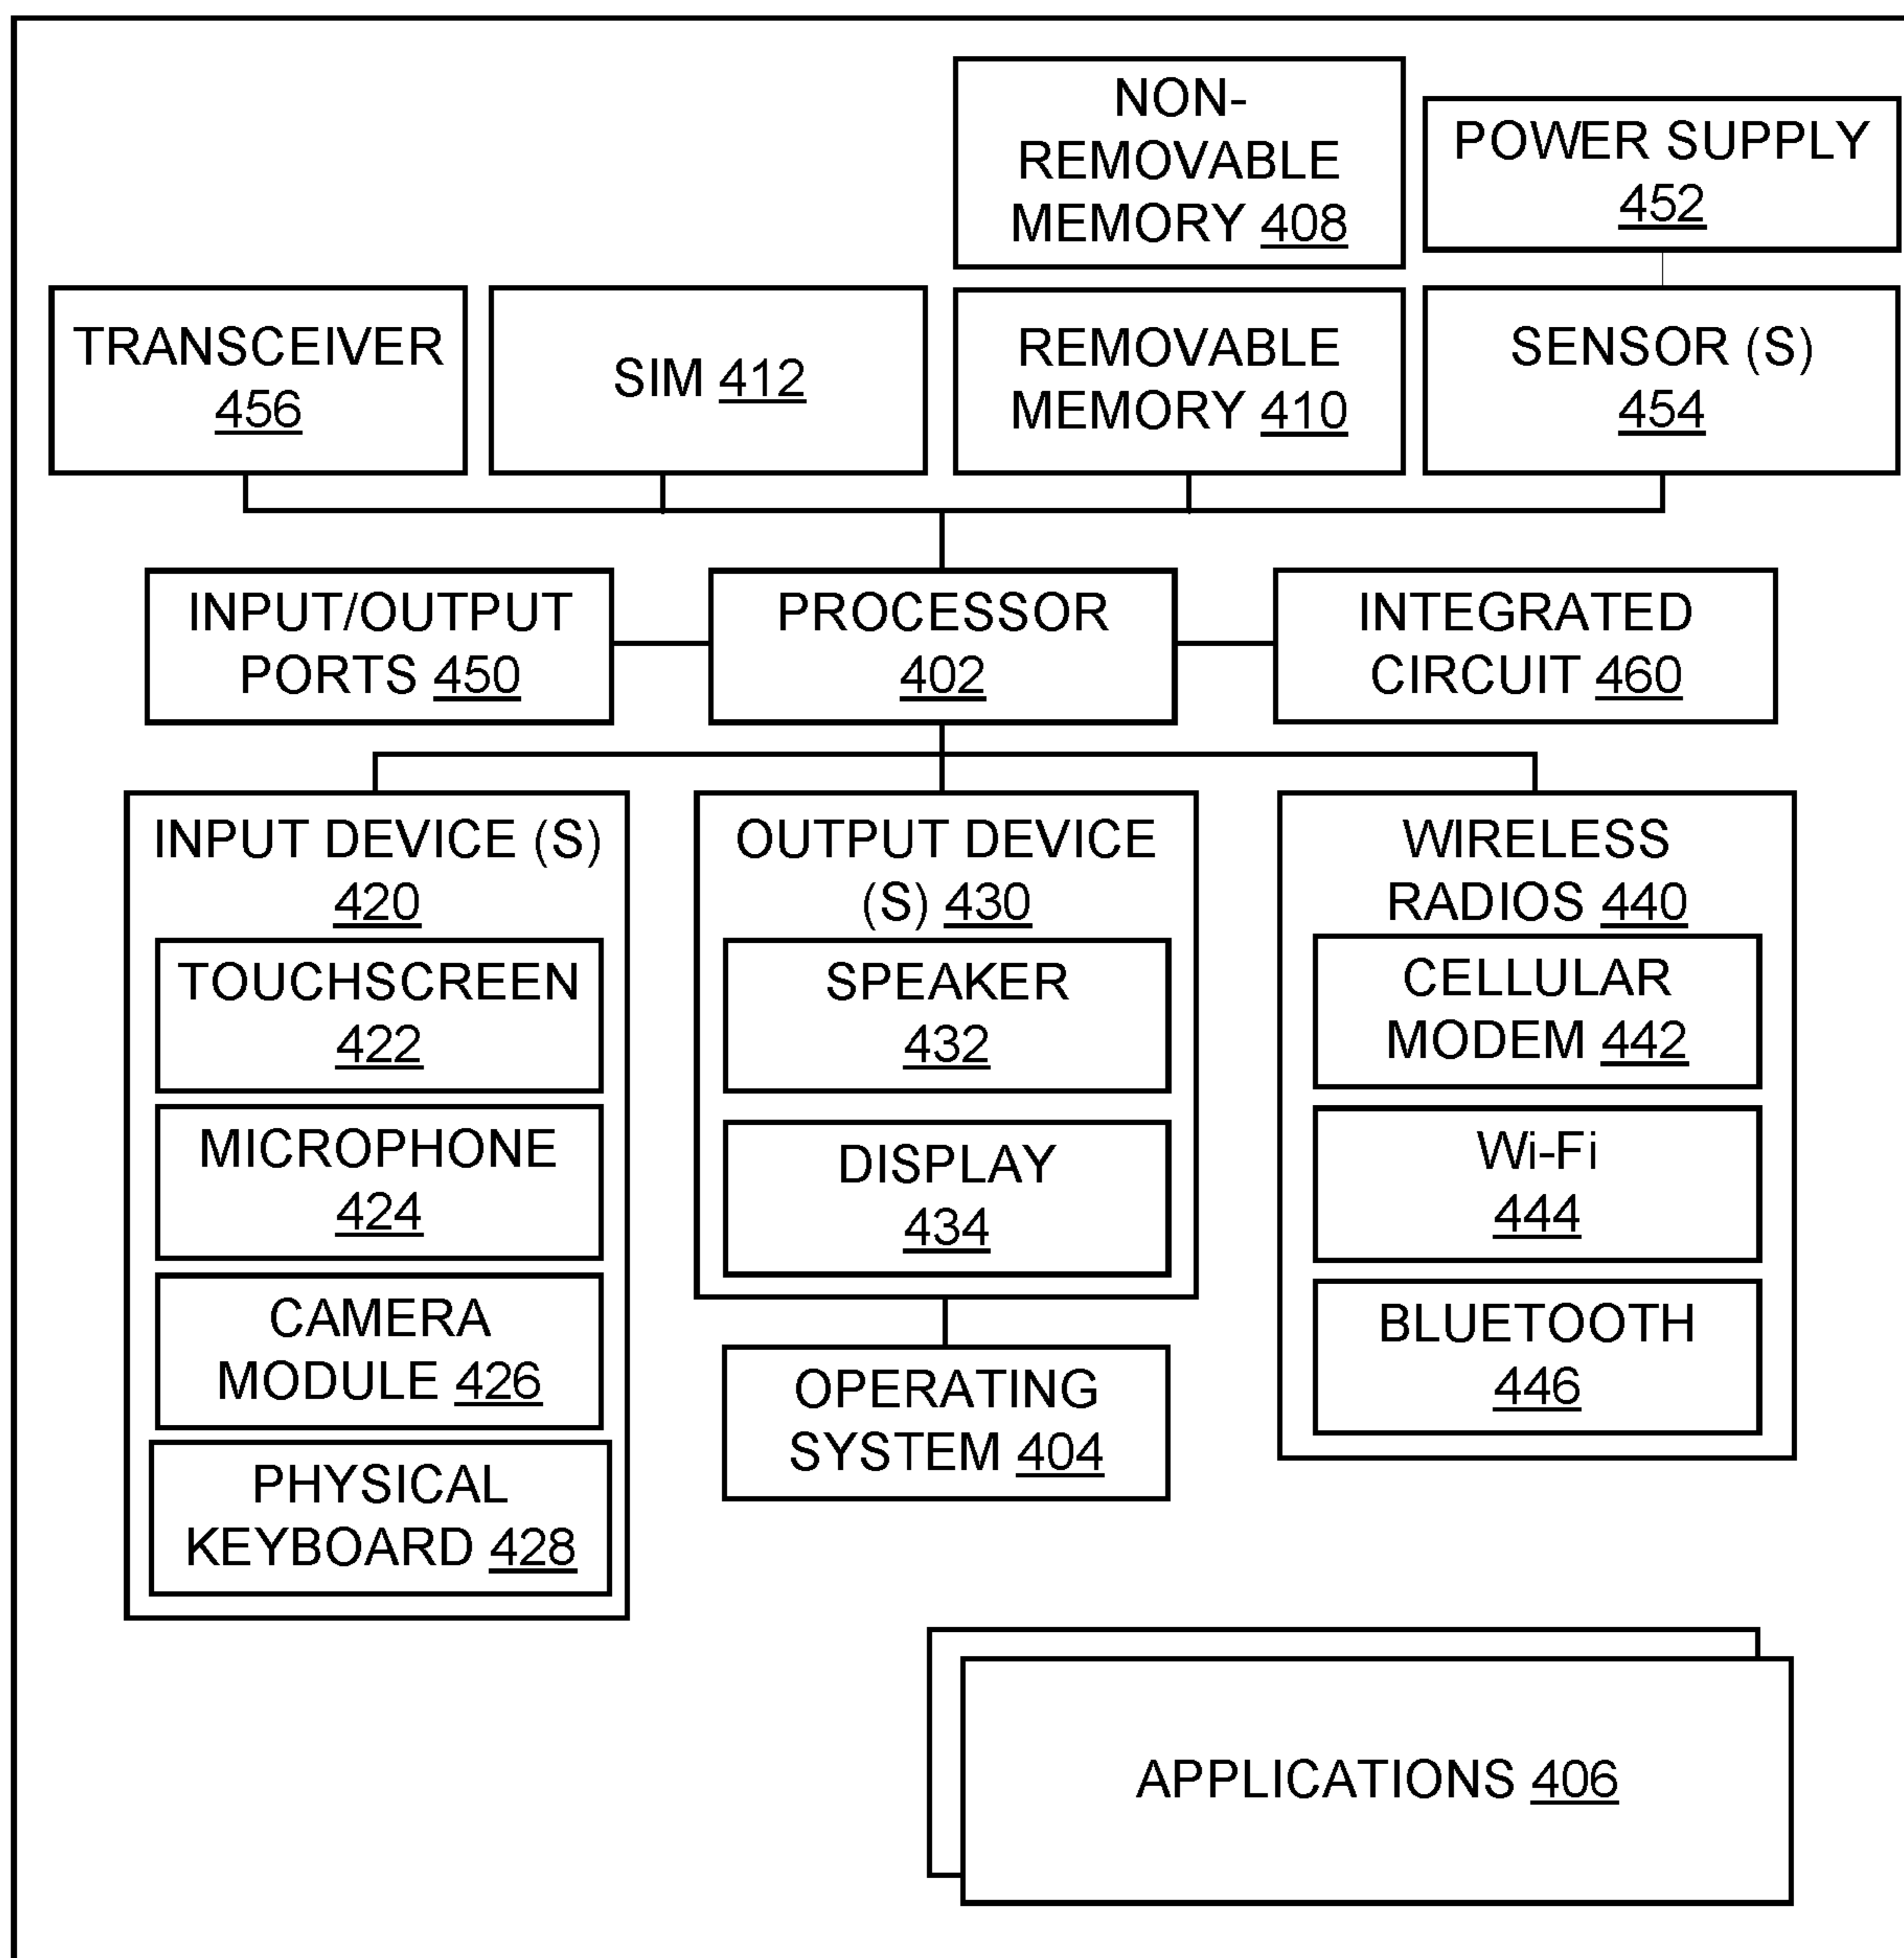 NON-
REMOVABLE
MEMORY 408
POWER SUPPLY
452
TRANSCEIVER
456
SIM 412
REMOVABLE
MEMORY 410
SENSOR (S)
454
INPUT/OUTPUT
PORTS 450
PROCESSOR
402
INTEGRATED
CIRCUIT 460
INPUT DEVICE (S)
420
TOUCHSCREEN
422
MICROPHONE
424
CAMERA
MODULE 426
PHYSICAL
KEYBOARD 428
OUTPUT DEVICE
(S) 430
SPEAKER
432
DISPLAY
434
OPERATING
SYSTEM 404
WIRELESS
RADIOS 440
CELLULAR
MODEM 442
Wi-Fi
444
BLUETOOTH
446
APPLICATIONS 406